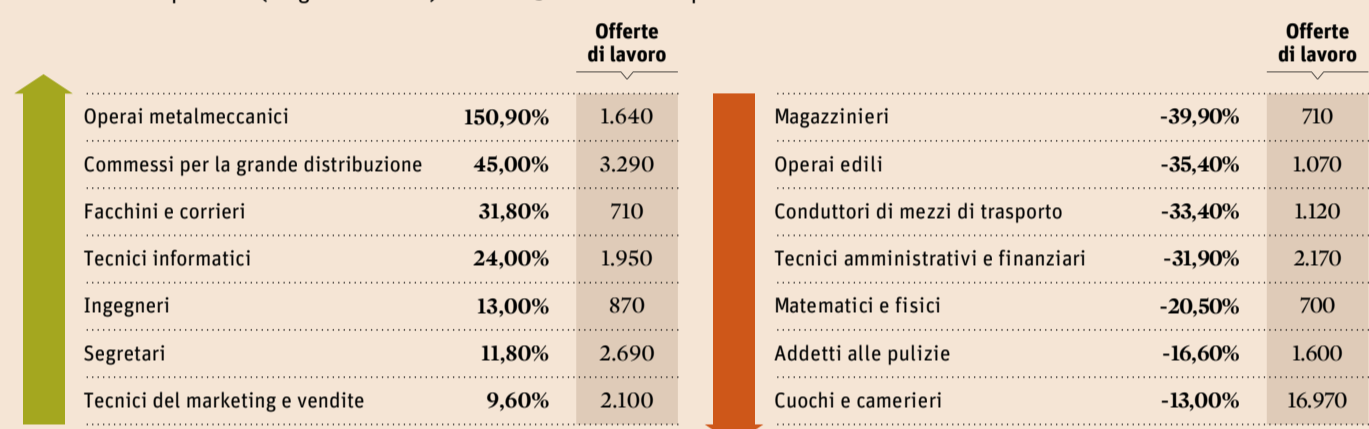 Offerte
di lavoro
Operai metalmeccanici 150,90% 1.640
Commessi per la grande distribuzione 45,00% 3.290
Facchini e corrieri 31,80% 710
Tecnici informatici 24,00% 1.950
Ingegneri 13,00% 870
Segretari 11,80% 2.690
Tecnici del marketing e vendite 9,60% 2.100
Offerte
di lavoro
Magazzinieri -39,90% 710
Operai edili -35,40% 1.070
Conduttori di mezzi di trasporto -33,40% 1.120
Tecnici amministrativi e finanziari -31,90% 2.170
Matematici e fisici -20,50% 700
Addetti alle pulizie -16,60% 1.600
Cuochi e camerieri -13,00% 16.970